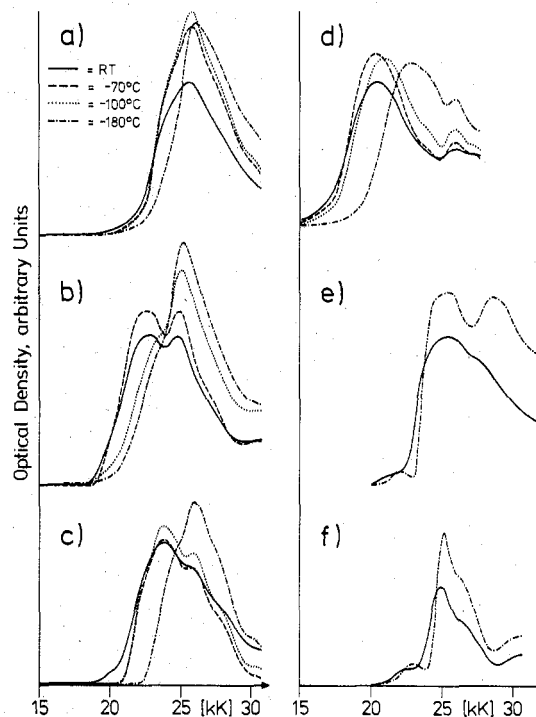 a)
= RT
= -70°C
= -100°C
= -180°C
b)
c)
d)
e)
f)
Optical Density, arbitrary Units
15 20 25 [kK] 30
15 20 25 [kK] 30